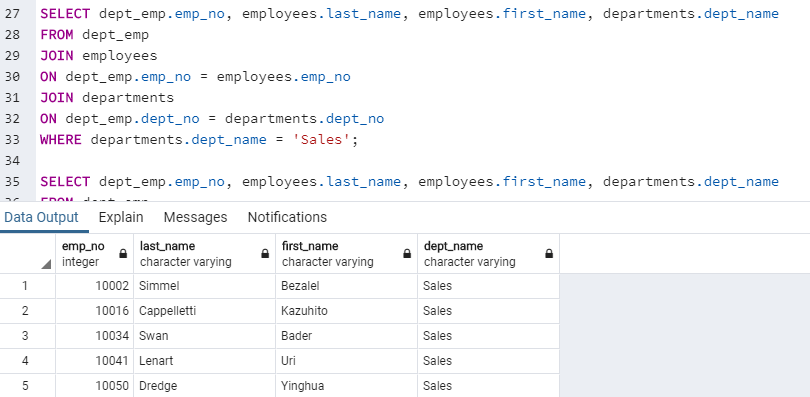 27 SELECT dept_emp.emp_no, employees.last_name, employees.first_name, departments.dept_name
28 FROM dept_emp
29 JOIN employees
30 ON dept_emp.emp_no = employees.emp_no
31 JOIN departments
32 ON dept_emp.dept_no = departments.dept_no
33 WHERE departments.dept_name = 'Sales';
34
35 SELECT dept_emp.emp_no, employees.last_name, employees.first_name, departments.dept_name
36 FROM dept_emp
Data Output Explain Messages Notifications
emp_no last_name first_name dept_name
integer character varying character varying character varying
1 10002 Simmel Bezalel Sales
2 10016 Cappelletti Kazuhito Sales
3 10034 Swan Bader Sales
4 10041 Lenart Uri Sales
5 10050 Dredge Yinghua Sales